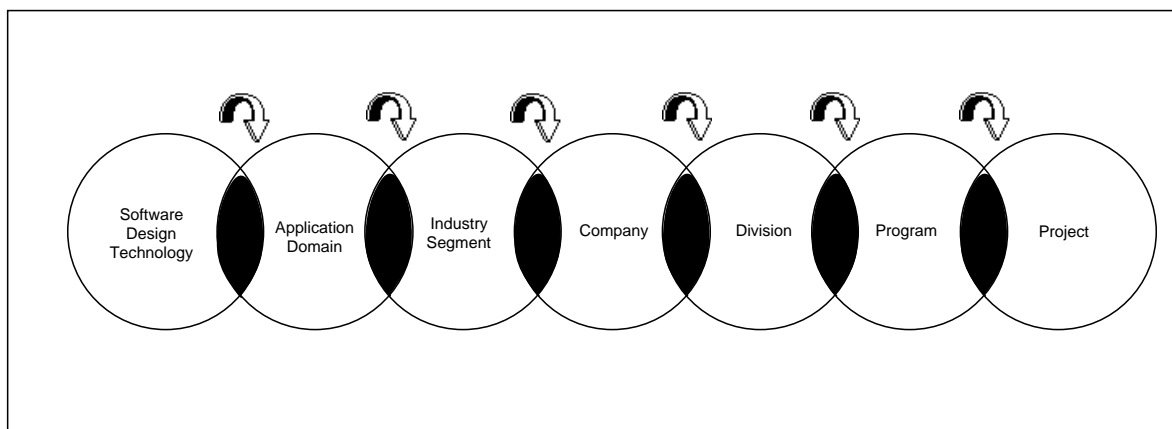 Software
Design
Technology
Application
Domain
Industry
Segment
Company
Division
Program
Project